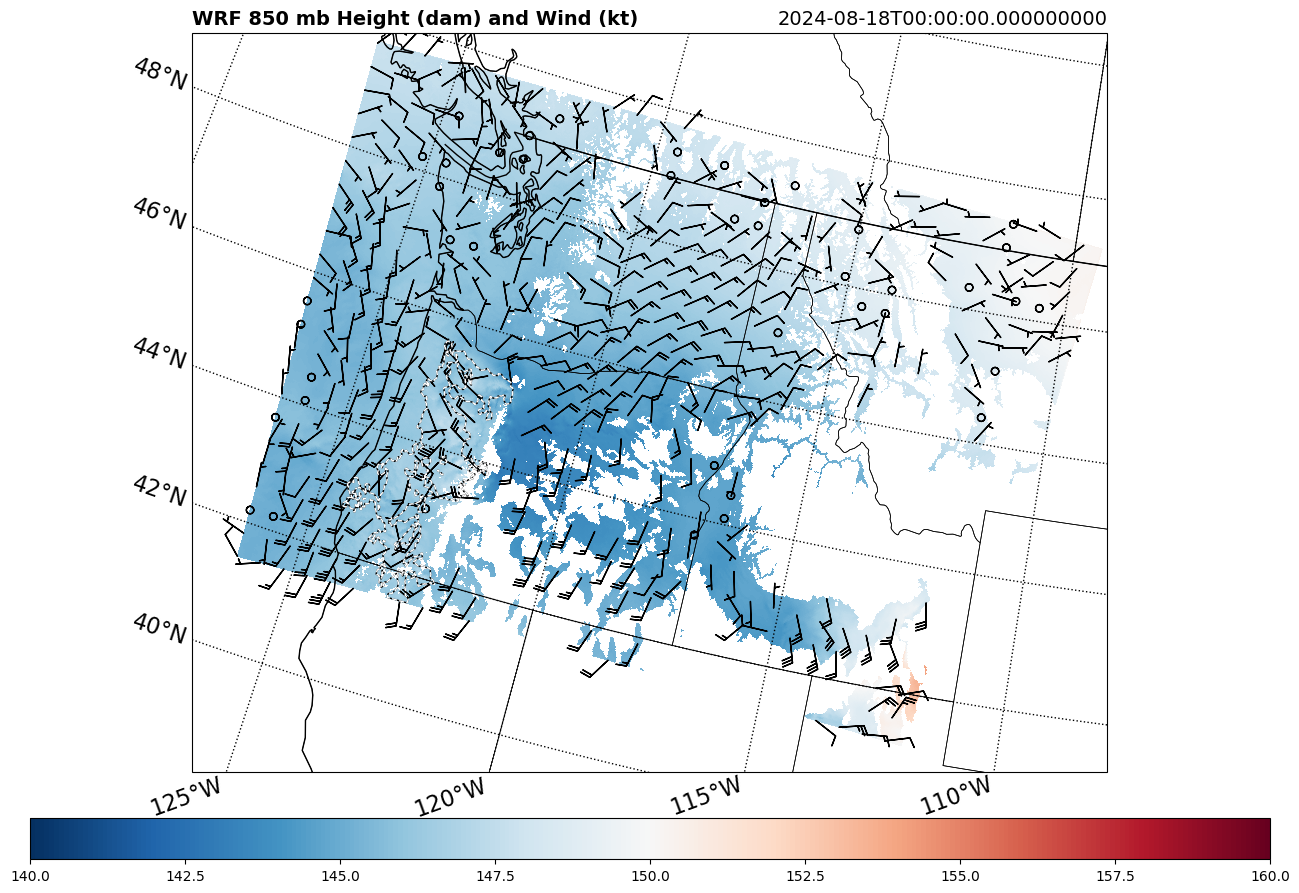 WRF 850 mb Height (dam) and Wind (kt)
2024-08-18T00:00:00.000000000
48°N
46°N
44°N
42°N
40°N
125°W
120°W
115°W
110°W
140.0
142.5
145.0
147.5
150.0
152.5
155.0
157.5
160.0